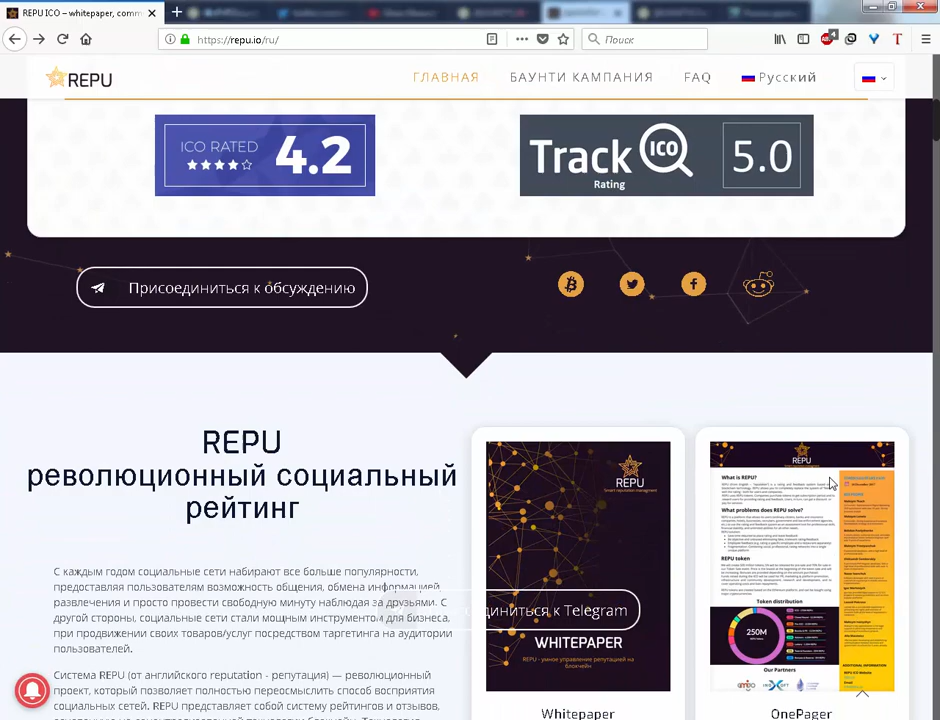 REPU ICO – whitepaper, comm
https://repu.io/ru/
Поиск
4
REPU
ГЛАВНАЯ
БАУНТИ КАМПАНИЯ
FAQ
Русский
ICO RATED
4.2
Track ICO
Rating
5.0
Присоединиться к обсуждению
REPU
революционный социальный
рейтинг
С каждым годом социальные сети набирают все больше популярности,
предоставляя пользователям возможность общения, обмена информацией,
развлечения и просто провести свободную минуту наблюдая за друзьями. С
другой стороны, социальные сети стали мощным инструментом для бизнеса,
при продвижении своих товаров/услуг посредством таргетинга на аудитории
пользователей.
Система REPU (от английского reputation - репутация) — революционный
проект, который позволяет полностью переосмыслить способ восприятия
социальных сетей. REPU представляет собой систему рейтингов и отзывов,
REPU
Smart reputation management
единиться к Telegram
WHITEPAPER
REPU - умное управление репутацией на
блокчейн
Whitepaper
REPU
What is REPU?
What problems does REPU solve?
REPU token
Token distribution
250M
Our Partners
OnePager